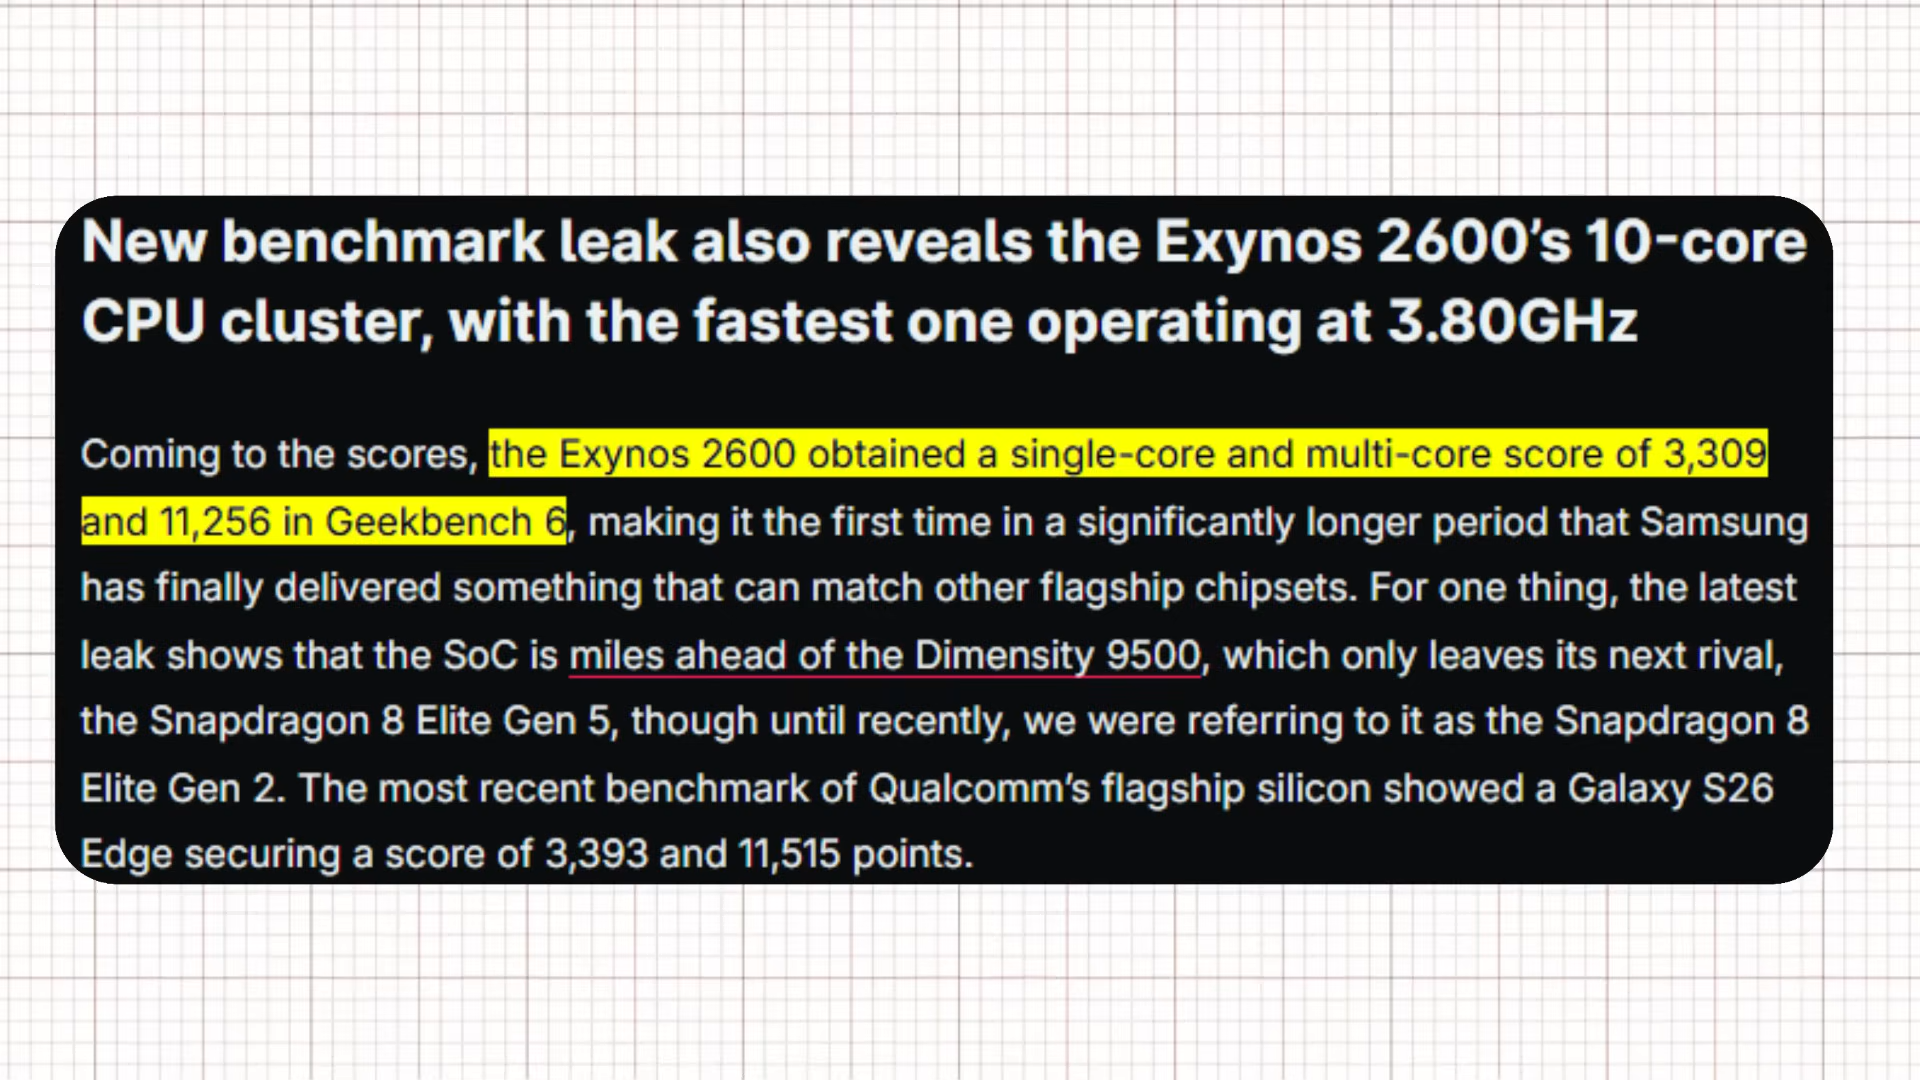 New benchmark leak also reveals the Exynos 2600’s 10-core
CPU cluster, with the fastest one operating at 3.80GHz
Coming to the scores, the Exynos 2600 obtained a single-core and multi-core score of 3,309
and 11,256 in Geekbench 6, making it the first time in a significantly longer period that Samsung
has finally delivered something that can match other flagship chipsets. For one thing, the latest
leak shows that the SoC is miles ahead of the Dimensity 9500, which only leaves its next rival,
the Snapdragon 8 Elite Gen 5, though until recently, we were referring to it as the Snapdragon 8
Elite Gen 2. The most recent benchmark of Qualcomm’s flagship silicon showed a Galaxy S26
Edge securing a score of 3,393 and 11,515 points.